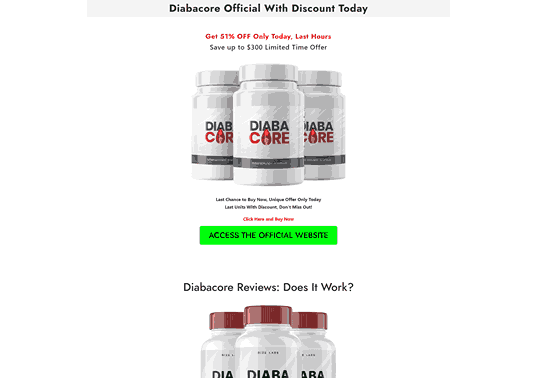 Diabacore Official With Discount Today
Get 51% OFF Only Today, Last Hours
Save up to $300 Limited Time Offer
DIABA
CORE
DIABA
CORE
DIABA
CORE
Last Chance to Buy Now, Unique Offer Only Today
Last Units With Discount, Don't Miss Out!
Click Here and Buy Now
ACCESS THE OFFICIAL WEBSITE
Diabacore Reviews: Does It Work?
DIABA